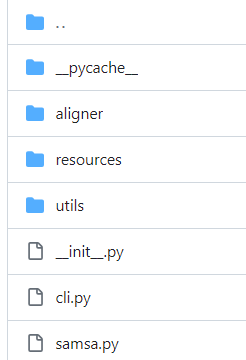 ..
__pycache__
aligner
resources
utils
__init__.py
cli.py
samsa.py